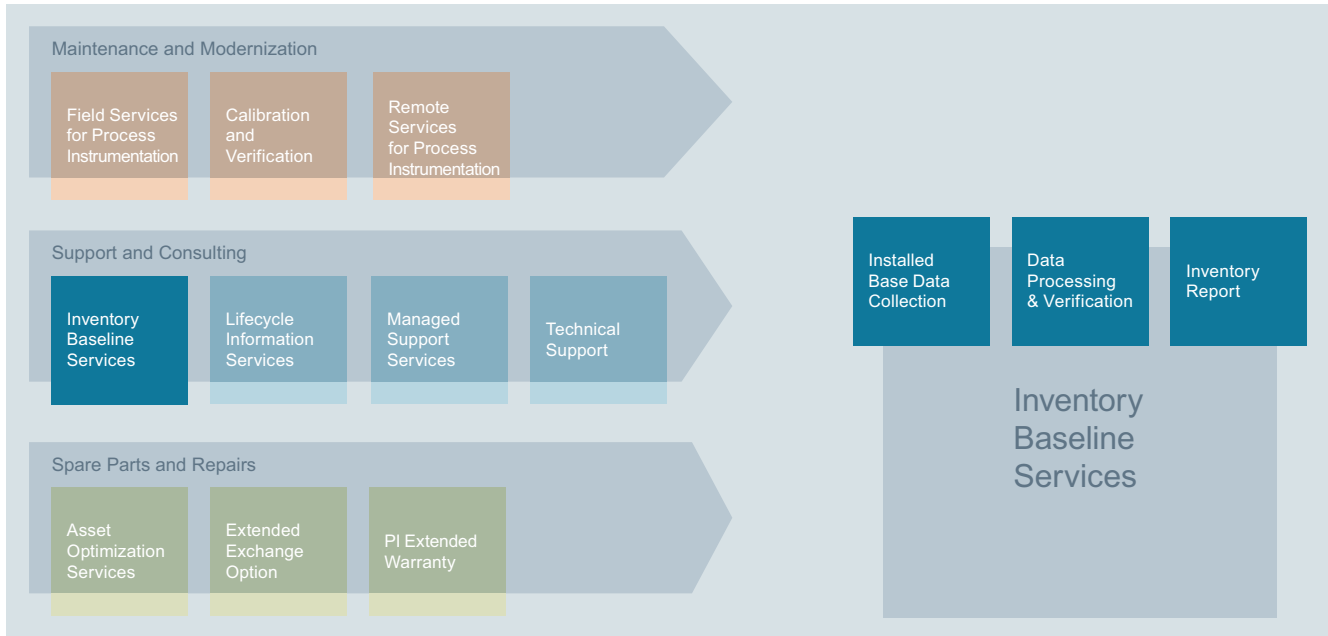 Maintenance and Modernization
Field Services
for Process
Instrumentation
Calibration
and
Verification
Remote
Services
for Process
Instrumentation
Support and Consulting
Inventory
Baseline
Services
Lifecycle
Information
Services
Managed
Support
Services
Technical
Support
Spare Parts and Repairs
Asset
Optimization
Services
Extended
Exchange
Option
PI Extended
Warranty
Installed
Base Data
Collection
Data
Processing
& Verification
Inventory
Report
Inventory
Baseline
Services